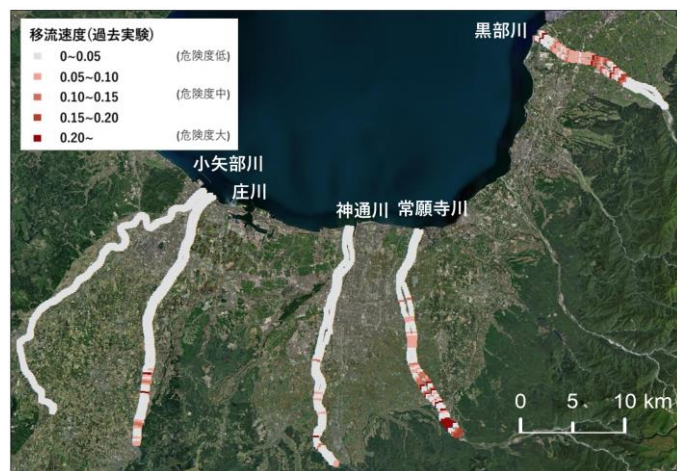 移流速度(過去実験)
0~0.05 (危険度低)
0.05~0.10
0.10~0.15 (危険度中)
0.15~0.20
0.20~ (危険度大)
黒部川
小矢部川
庄川
神通川
常願寺川
0 5 10 km